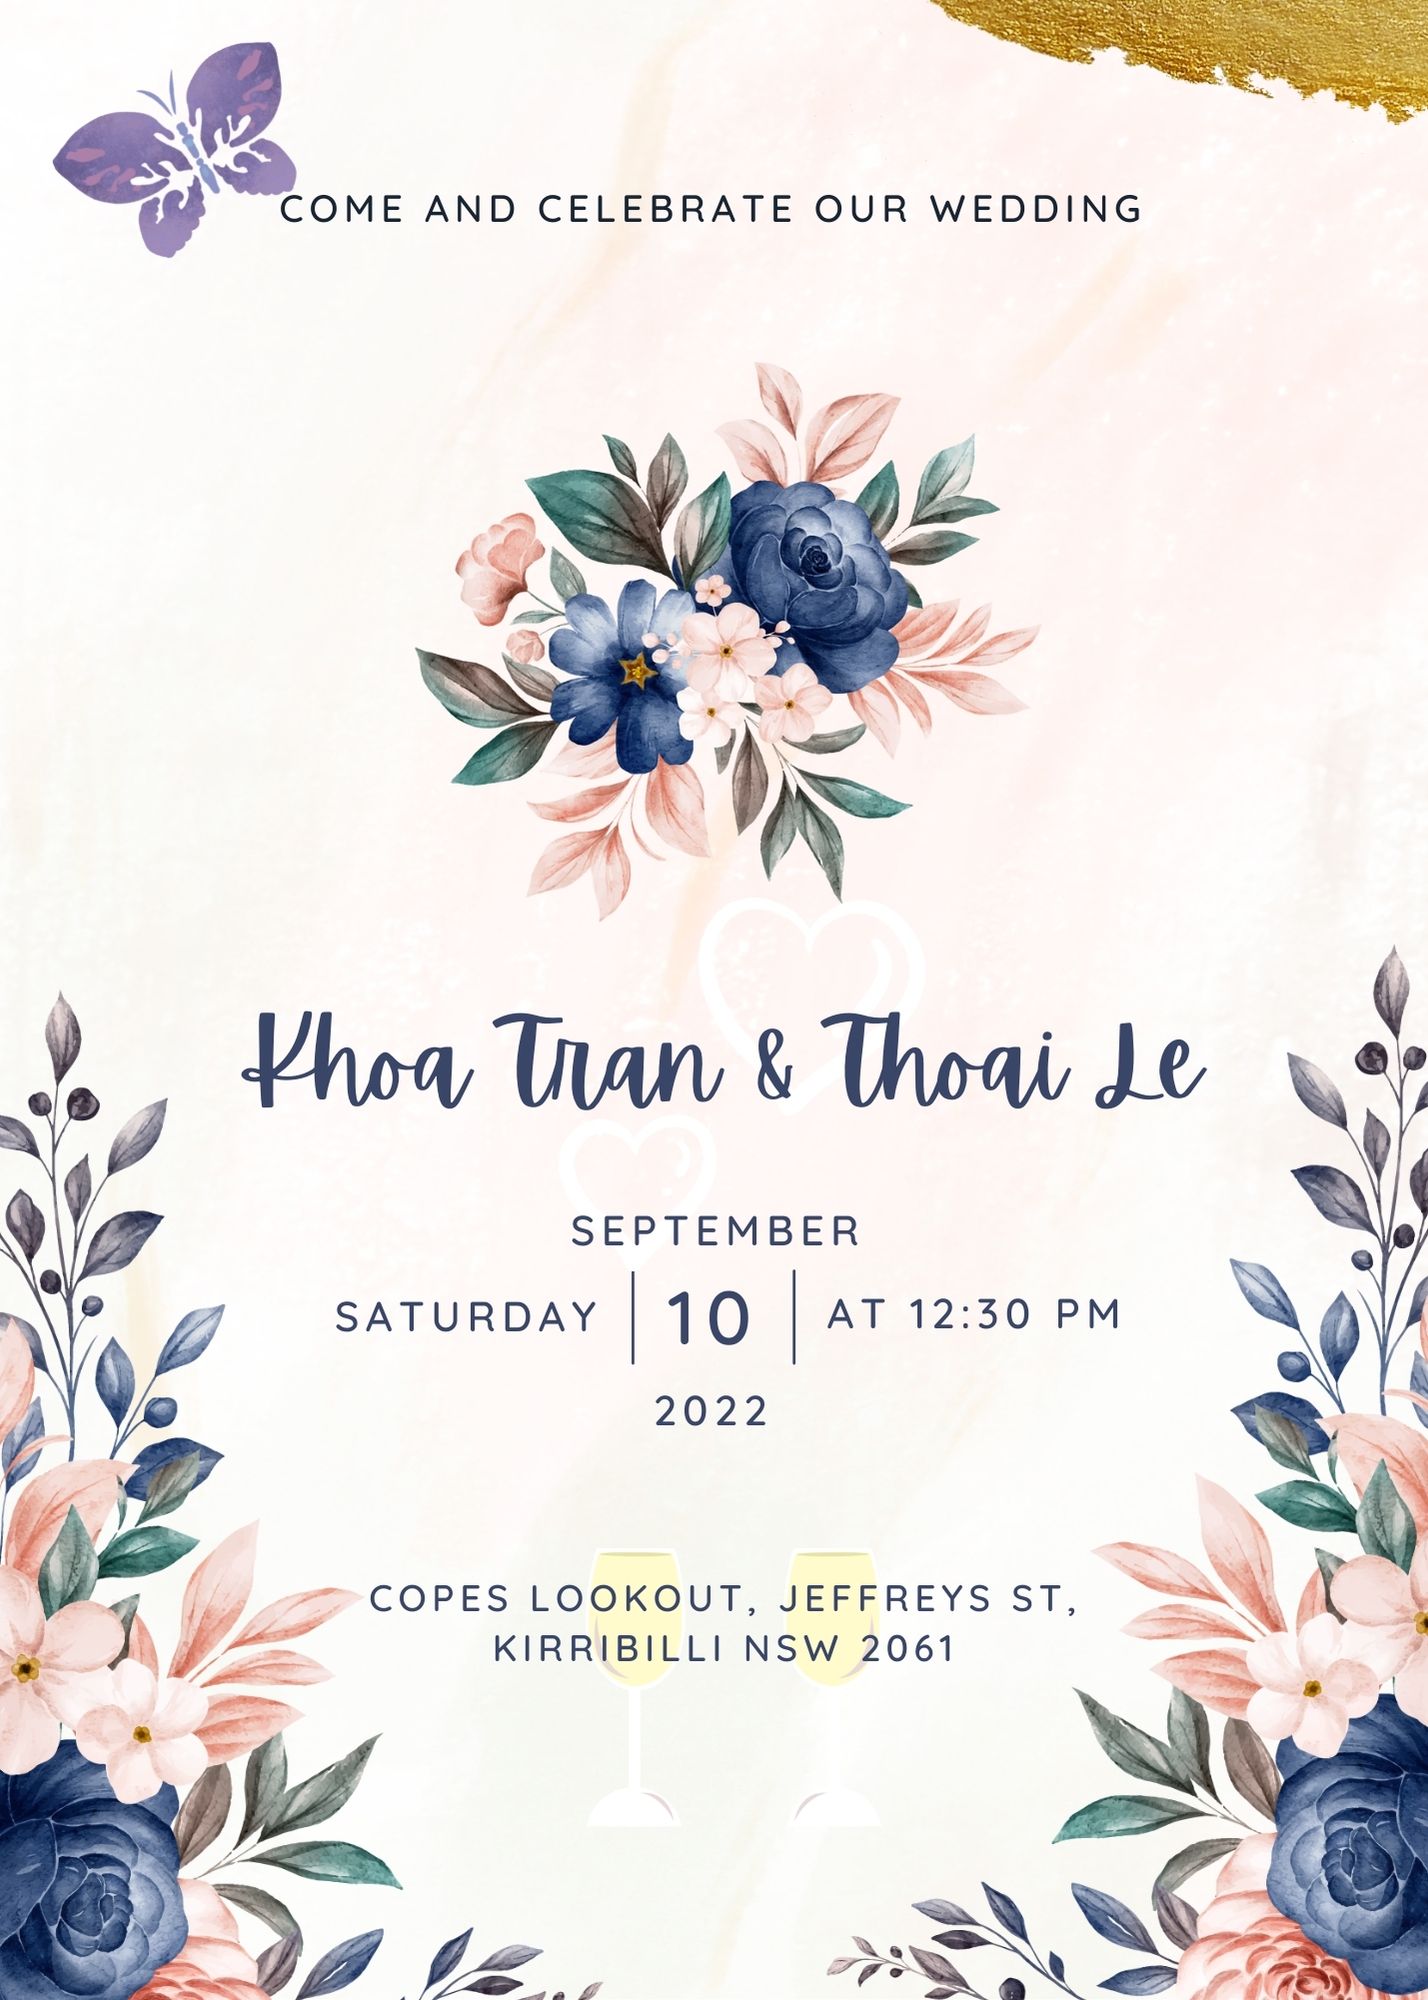 COME AND CELEBRATE OUR WEDDING
Khoa Tran & Thoai Le
SEPTEMBER
SATURDAY | 10 | AT 12:30 PM
2022
COPES LOOKOUT, JEFFREYS ST,
KIRRIBILLI NSW 2061